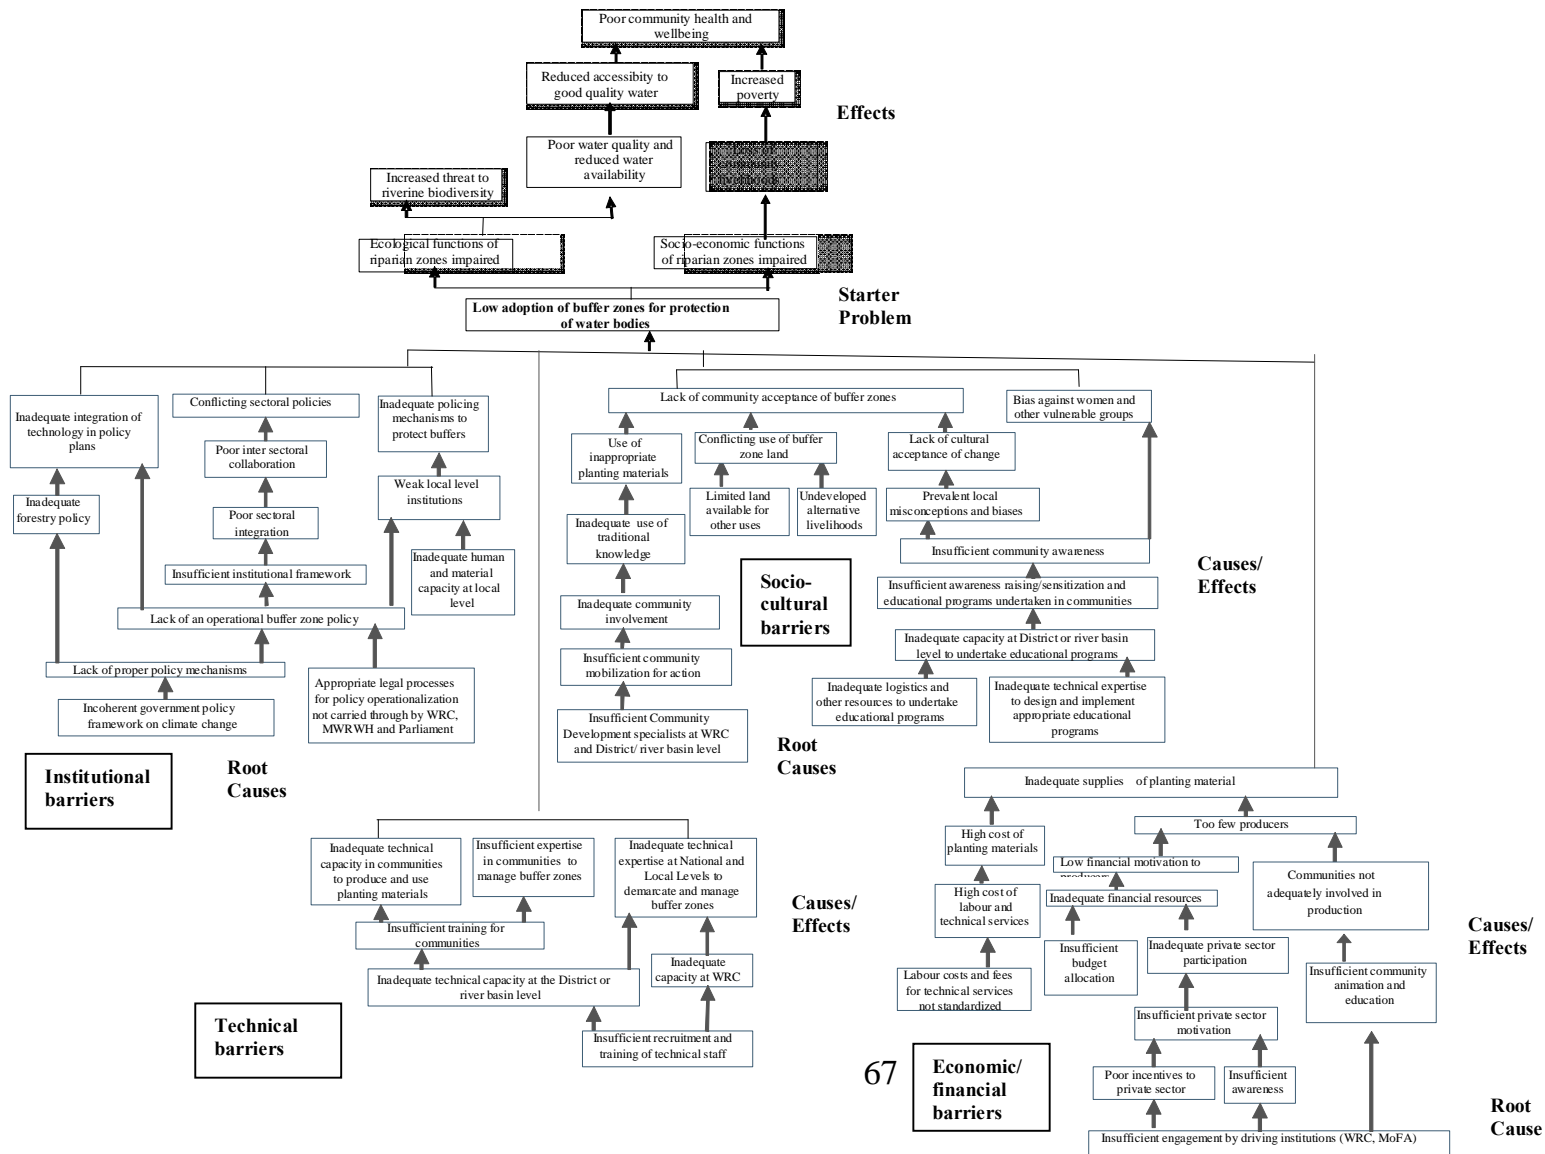 Poor community health and
wellbeing
Reduced accessibity to
good quality water
Increased
poverty
Effects
Poor water quality and
reduced water
availability
Loss of
community
livelihoods
Increased threat to
riverine biodiversity
Ecological functions of
riparian zones impaired
Socio-economic functions
of riparian zones impaired
Starter
Problem
Low adoption of buffer zones for protection
of water bodies
Inadequate integration of
technology in policy
plans
Conflicting sectoral policies
Inadequate policing
mechanisms to
protect buffers
Poor inter sectoral
collaboration
Weak local level
institutions
Inadequate
forestry policy
Poor sectoral
integration
Inadequate human
and material
capacity at local
level
Insufficient institutional framework
Lack of an operational buffer zone policy
Lack of proper policy mechanisms
Appropriate legal processes
for policy operationalization
not carried through by WRC,
MWRWH and Parliament
Incoherent government policy
framework on climate change
Institutional
barriers
Root
Causes
Lack of community acceptance of buffer zones
Bias against women and
other vulnerable groups
Use of
inappropriate
planting materials
Conflicting use of buffer
zone land
Lack of cultural
acceptance of change
Limited land
available for
other uses
Undeveloped
alternative
livelihoods
Prevalent local
misconceptions and biases
Inadequate use of
traditional
knowledge
Insufficient community awareness
Socio-
cultural
barriers
Causes/
Effects
Insufficient awareness raising/sensitization and
educational programs undertaken in communities
Inadequate community
involvement
Inadequate capacity at District or river basin
level to undertake educational programs
Insufficient community
mobilization for action
Inadequate logistics and
other resources to undertake
educational programs
Inadequate technical expertise
to design and implement
appropriate educational
programs
Insufficient Community
Development specialists at WRC
and District/ river basin level
Root
Causes
Inadequate technical
capacity in communities
to produce and use
planting materials
Insufficient expertise
in communities to
manage buffer zones
Inadequate technical
expertise at National and
Local Levels to
demarcate and manage
buffer zones
Causes/
Effects
Insufficient training for
communities
Inadequate
capacity at WRC
Inadequate technical capacity at the District or
river basin level
Technical
barriers
Insufficient recruitment and
training of technical staff
Inadequate supplies of planting material
Too few producers
High cost of
planting materials
Low financial motivation to
producers
Communities not
adequately involved in
production
High cost of
labour and
technical services
Inadequate financial resources
Causes/
Effects
Insufficient
budget
allocation
Inadequate private sector
participation
Labour costs and fees
for technical services
not standardized
Insufficient community
animation and
education
Insufficient private sector
motivation
67
Economic/
financial
barriers
Poor incentives to
private sector
Insufficient
awareness
Root
Cause
Insufficient engagement by driving institutions (WRC, MoFA)